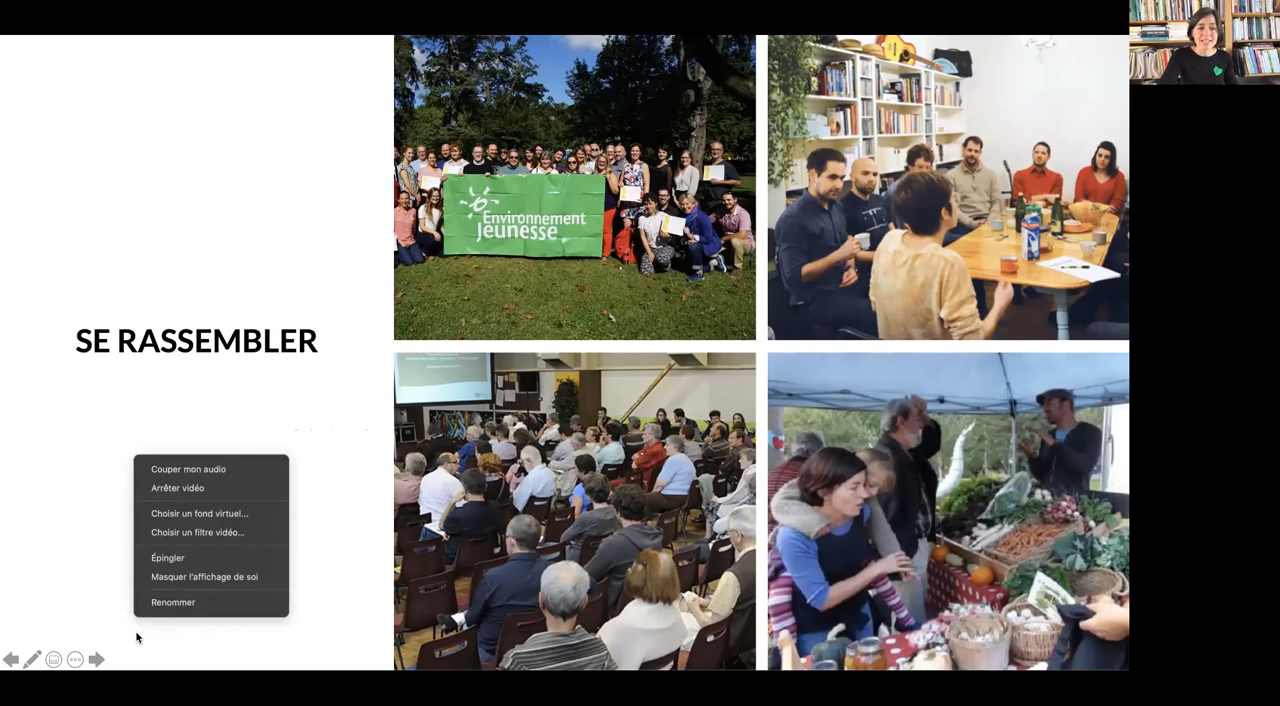 SE RASSEMBLER
Environnement
Jeunesse
Couper mon audio
Arrêter vidéo
Choisir un fond virtuel...
Choisir un filtre vidéo...
Épingler
Masquer l'affichage de soi
Renommer